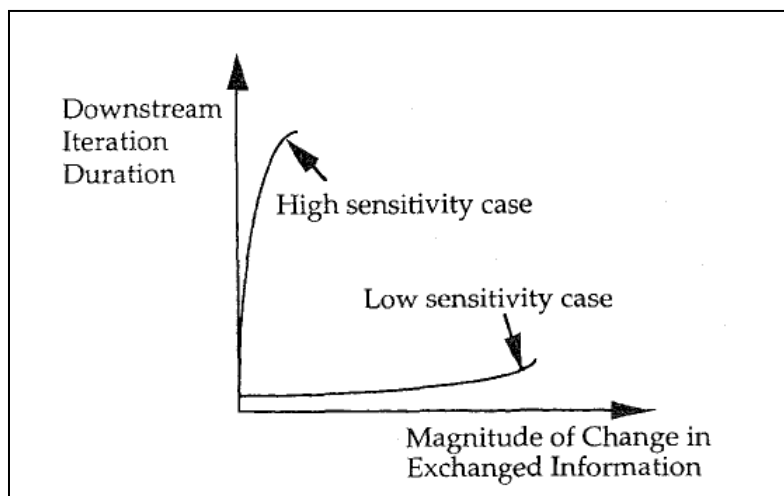 Downstream
Iteration
Duration
High sensitivity case
Low sensitivity case
Magnitude of Change in
Exchanged Information